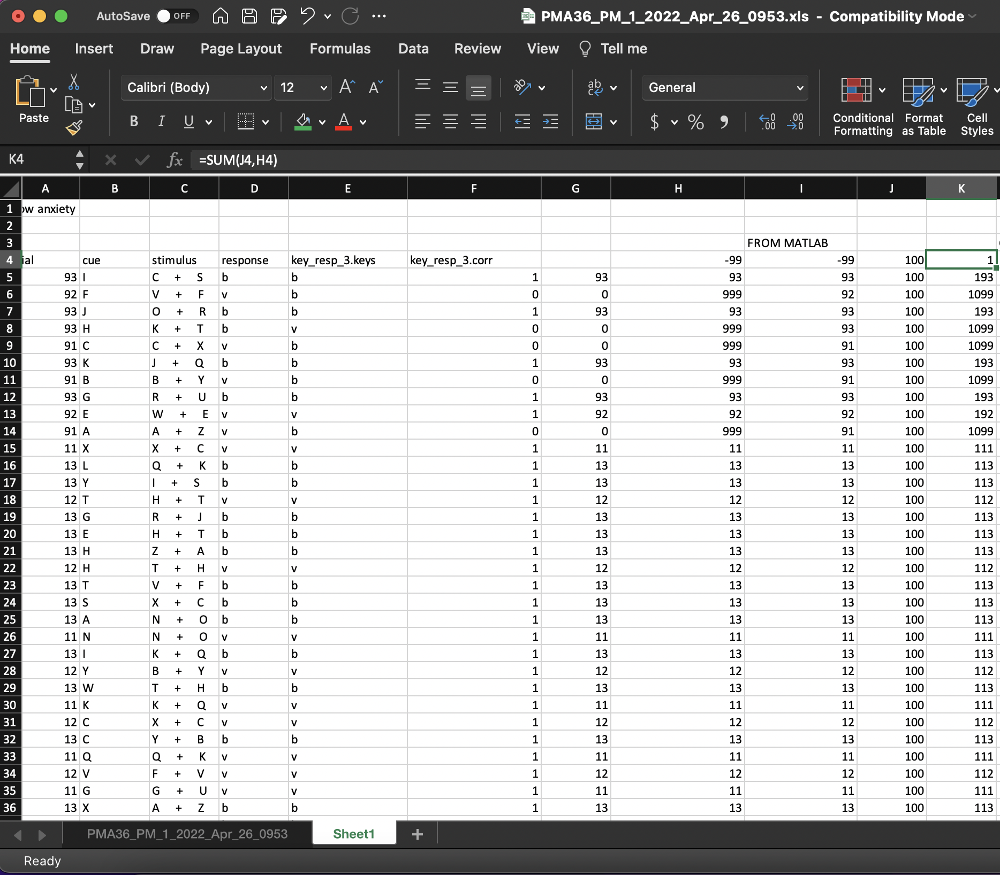 AutoSave OFF PMA36_PM_1_2022_Apr_26_0953.xls - Compatibility Mode
Home Insert Draw Page Layout Formulas Data Review View Tell me
Paste Calibri (Body) 12 General Conditional Formatting Format as Table Cell Styles
K4 fx =SUM(J4,H4)
A B C D E F G H I J K
1 ow anxiety
2
3 FROM MATLAB
4 ial cue stimulus response key_resp_3.keys key_resp_3.corr -99 -99 100 1
5 93 I C + S b b 1 93 93 93 100 193
6 92 F V + F v b 0 0 999 92 100 1099
7 93 J O + R b b 1 93 93 93 100 193
8 93 H K + T b v 0 0 999 93 100 1099
9 91 C C + X v b 0 0 999 91 100 1099
10 93 K J + Q b b 1 93 93 93 100 193
11 91 B B + Y v b 0 0 999 91 100 1099
12 93 G R + U b b 1 93 93 93 100 193
13 92 E W + E v v 1 92 92 92 100 192
14 91 A A + Z v b 0 0 999 91 100 1099
15 11 X X + C v v 1 11 11 11 100 111
16 13 L Q + K b b 1 13 13 13 100 113
17 13 Y I + S b b 1 13 13 13 100 113
18 12 T H + T v v 1 12 12 12 100 112
19 13 G R + J b b 1 13 13 13 100 113
20 13 E H + T b b 1 13 13 13 100 113
21 13 H Z + A b b 1 13 13 13 100 113
22 12 H T + H v v 1 12 12 12 100 112
23 13 T V + F b b 1 13 13 13 100 113
24 13 S X + C b b 1 13 13 13 100 113
25 13 A N + O b b 1 13 13 13 100 113
26 11 N N + O v v 1 11 11 11 100 111
27 13 I K + Q b b 1 13 13 13 100 113
28 12 Y B + Y v v 1 12 12 12 100 112
29 13 W T + H b b 1 13 13 13 100 113
30 11 K K + Q v v 1 11 11 11 100 111
31 12 C X + C v v 1 12 12 12 100 112
32 13 C Y + B b b 1 13 13 13 100 113
33 11 Q Q + K v v 1 11 11 11 100 111
34 12 V F + V v v 1 12 12 12 100 112
35 11 G G + U v v 1 11 11 11 100 111
36 13 X A + Z b b 1 13 13 13 100 113
PMA36_PM_1_2022_Apr_26_0953 Sheet1 +
Ready